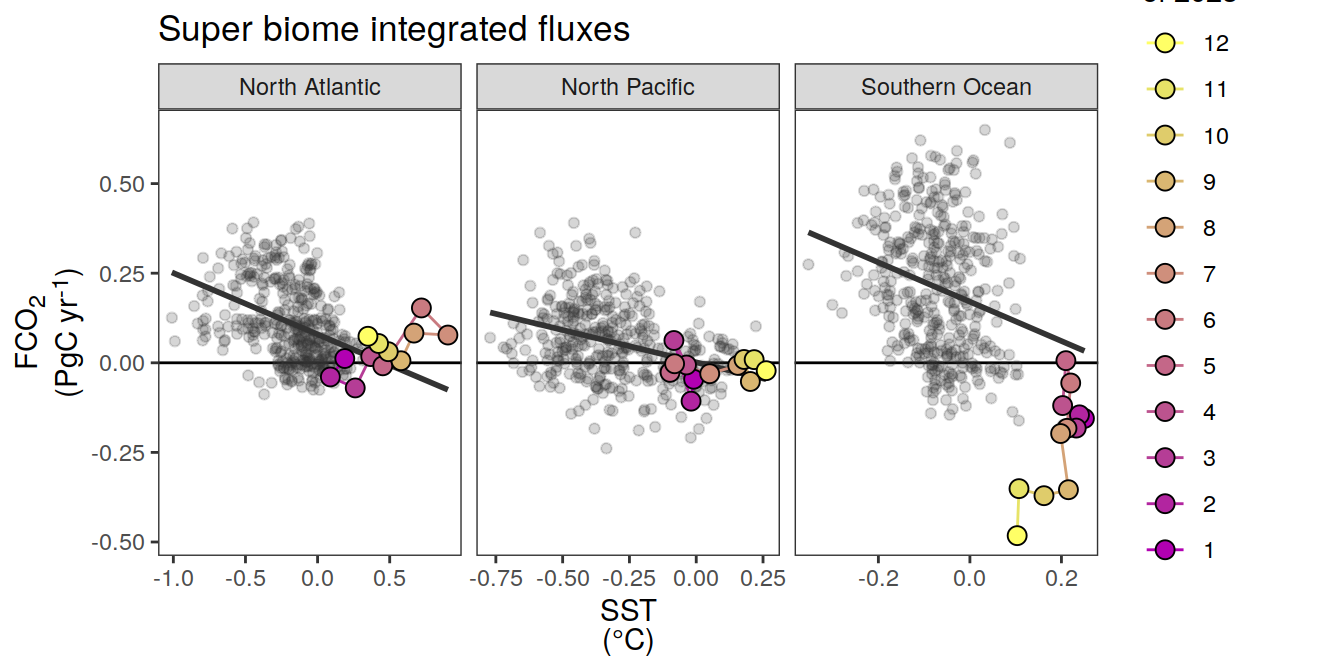 Super biome integrated fluxes
North Atlantic
North Pacific
Southern Ocean
FCO₂
(PgC yr⁻¹)
0.50
0.25
0.00
-0.25
-0.50
-1.0 -0.5 0.0 0.5
-0.75 -0.50 -0.25 0.00 0.25
-0.2 0.0 0.2
SST
(°C)
12
11
10
9
8
7
6
5
4
3
2
1